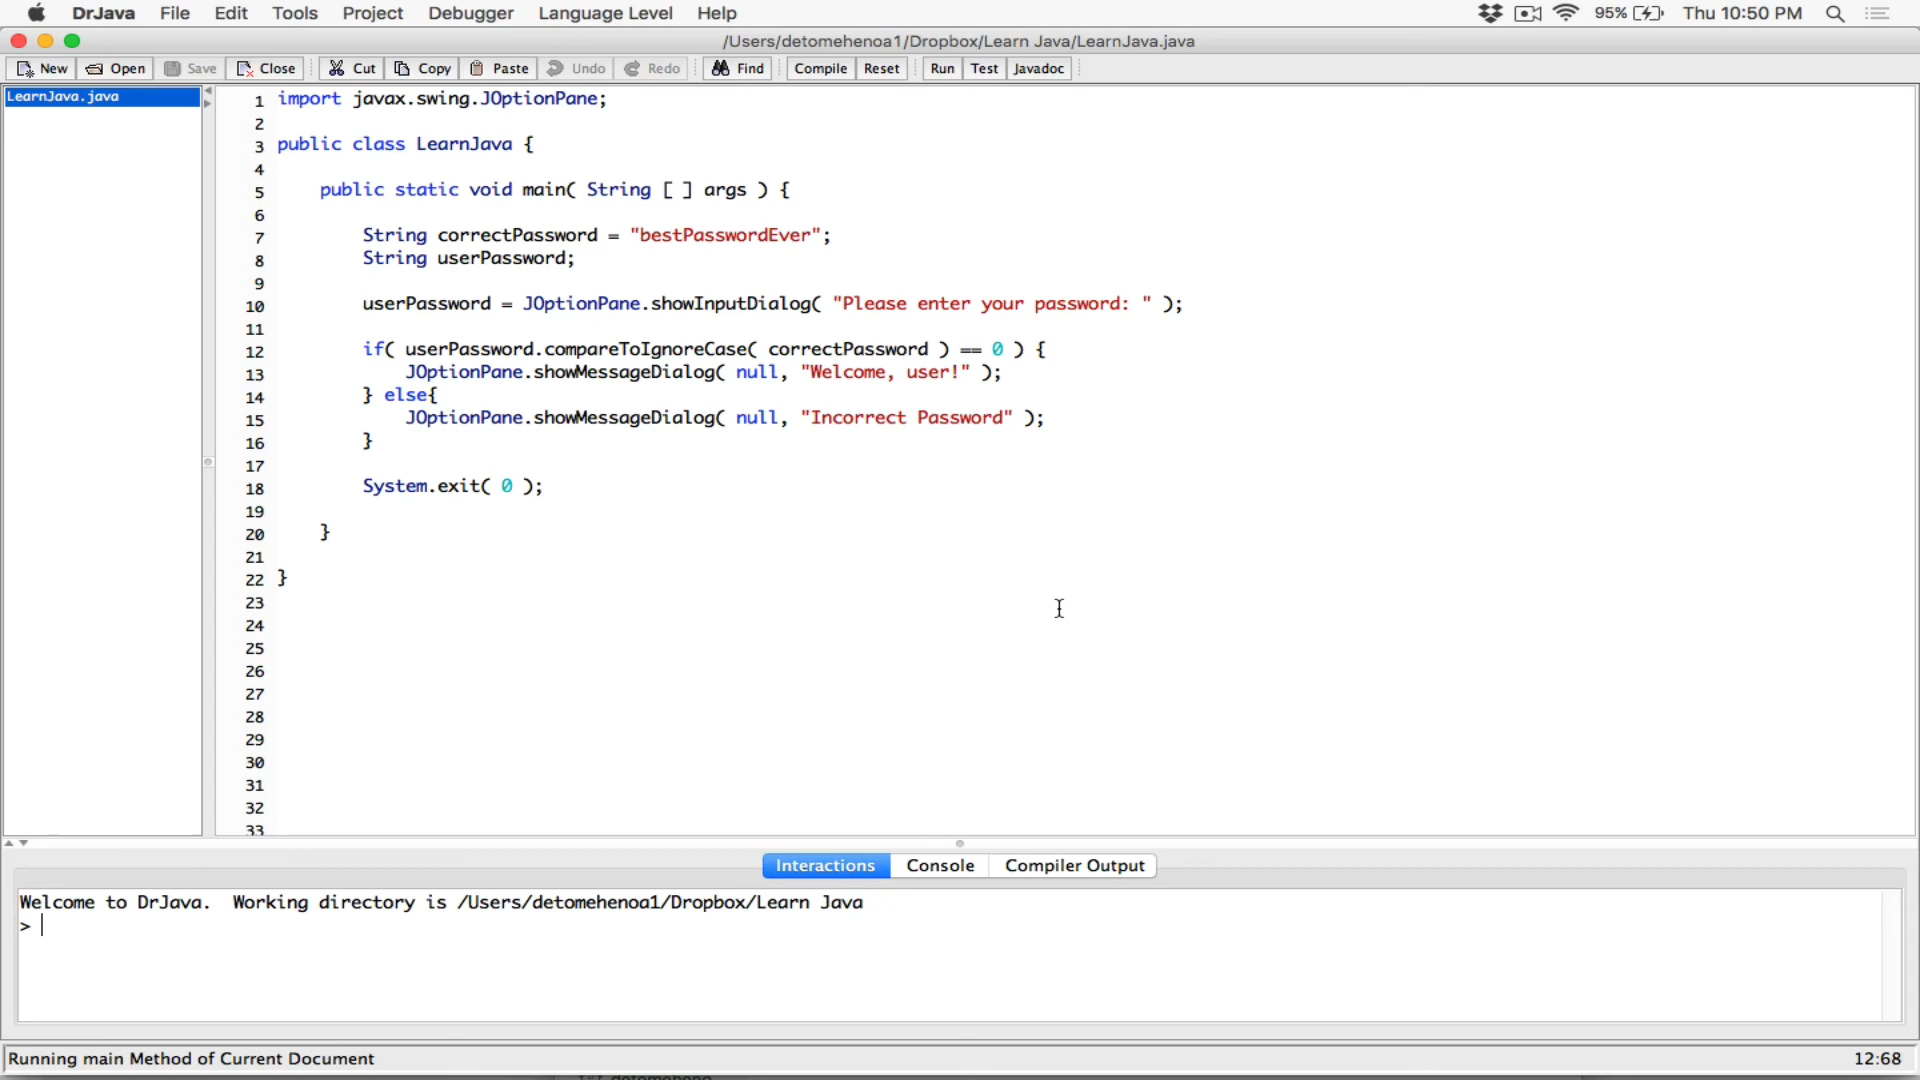 DrJava File Edit Tools Project Debugger Language Level Help 95% Thu 10:50 PM
/Users/detomehenoa1/Dropbox/Learn Java/LearnJava.java
New Open Save Close Cut Copy Paste Undo Redo Find Compile Reset Run Test Javadoc
LearnJava.java
1 import javax.swing.JOptionPane;
2
3 public class LearnJava {
4
5 public static void main( String [ ] args ) {
6
7 String correctPassword = "bestPasswordEver";
8 String userPassword;
9
10 userPassword = JOptionPane.showInputDialog( "Please enter your password: " );
11
12 if( userPassword.compareToIgnoreCase( correctPassword ) == 0 ) {
13 JOptionPane.showMessageDialog( null, "Welcome, user!" );
14 } else{
15 JOptionPane.showMessageDialog( null, "Incorrect Password" );
16 }
17
18 System.exit( 0 );
19
20 }
21
22 }
23
24
25
26
27
28
29
30
31
32
33
Interactions Console Compiler Output
Welcome to DrJava. Working directory is /Users/detomehenoa1/Dropbox/Learn Java
>
Running main Method of Current Document 12:68